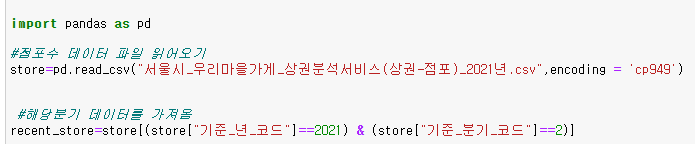 import pandas as pd
#점포수 데이터 파일 읽어오기
store=pd.read_csv("서울시_우리마을가게_상권분석서비스(상권-점포)_2021년.csv",encoding = 'cp949')
#해당분기 데이터를 가져옴
recent_store=store[(store["기준_년_코드"]==2021) & (store["기준_분기_코드"]==2)]